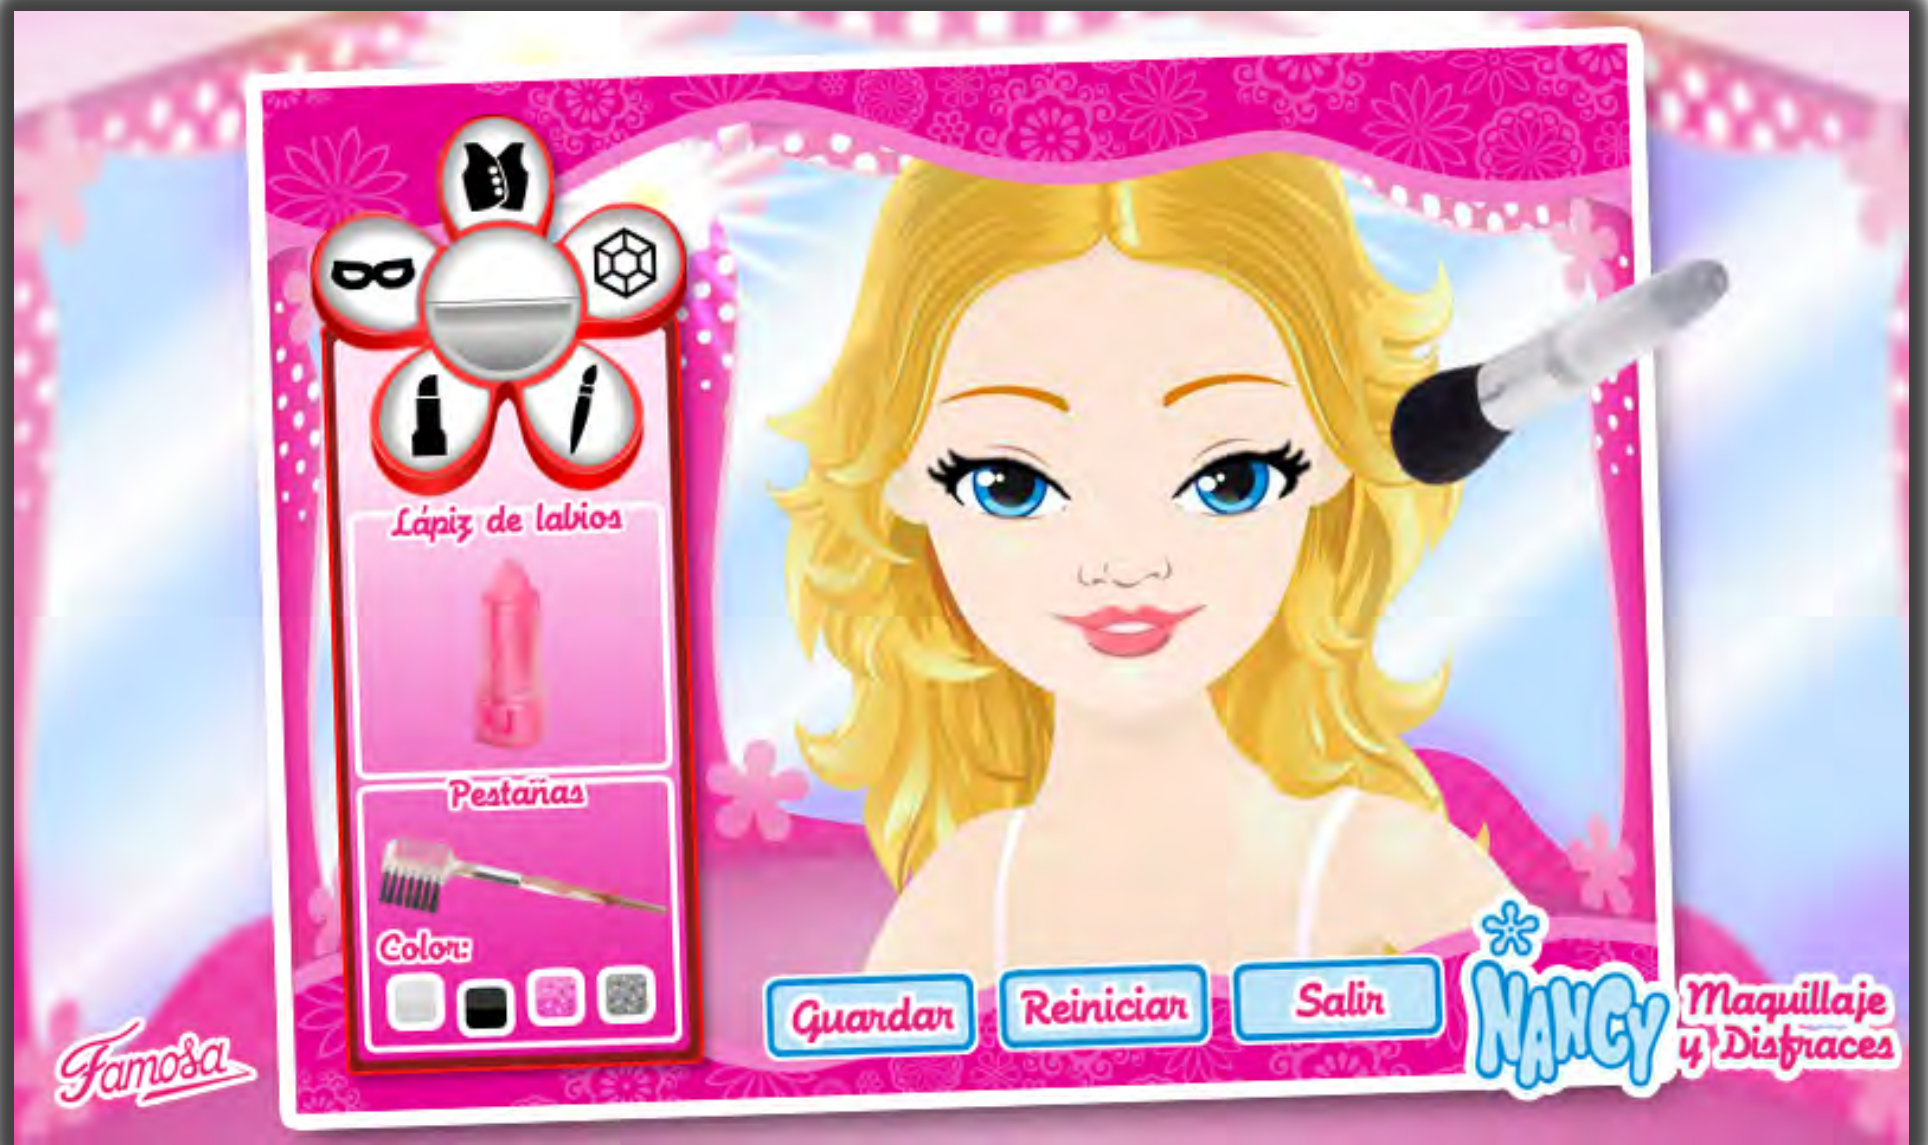 Lápiz de labios
Pestañas
Color:
Guardar
Reiniciar
Salir
Famosa
NANCY
Maquillaje
y Disfraces